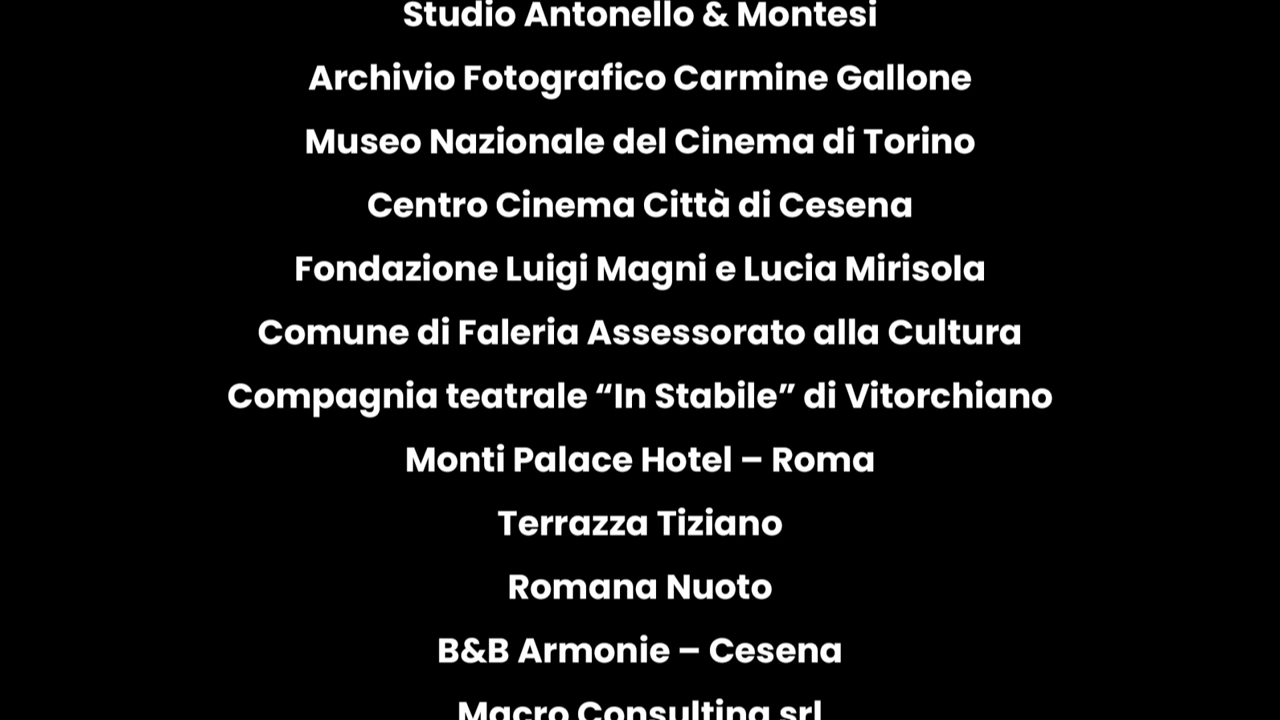 Studio Antonello & Montesi
Archivio Fotografico Carmine Gallone
Museo Nazionale del Cinema di Torino
Centro Cinema Città di Cesena
Fondazione Luigi Magni e Lucia Mirisola
Comune di Faleria Assessorato alla Cultura
Compagnia teatrale “In Stabile” di Vitorchiano
Monti Palace Hotel – Roma
Terrazza Tiziano
Romana Nuoto
B&B Armonie – Cesena
Macro Consulting srl